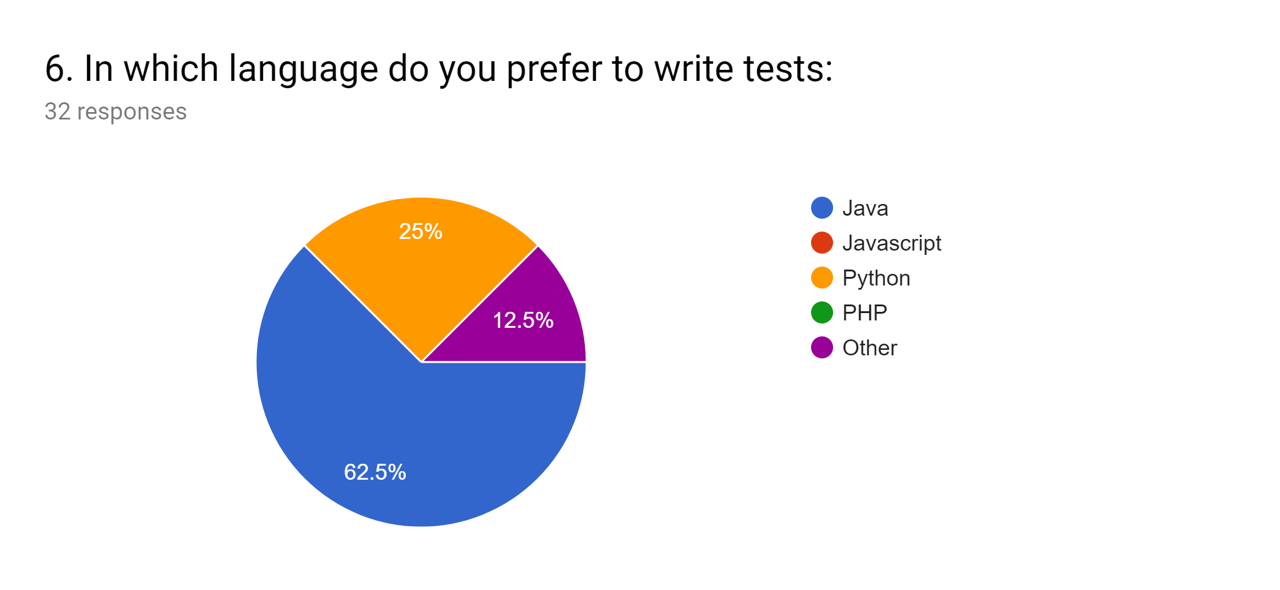 6. In which language do you prefer to write tests:
32 responses
25%
12.5%
62.5%
Java
Javascript
Python
PHP
Other